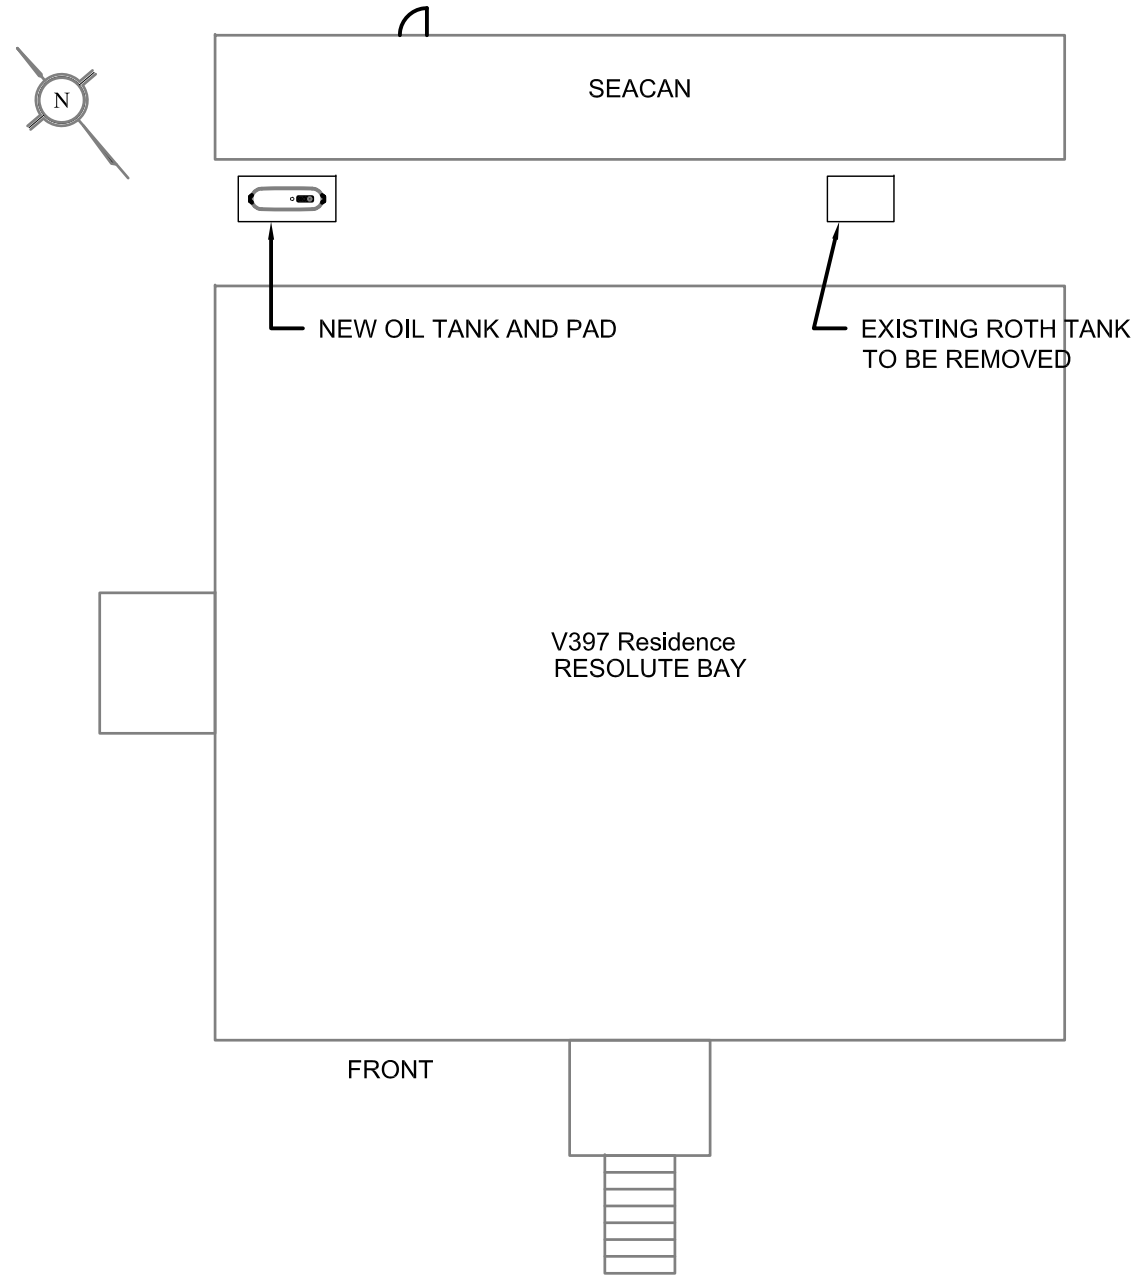 N
SEACAN
NEW OIL TANK AND PAD
EXISTING ROTH TANK
TO BE REMOVED
V397 Residence
RESOLUTE BAY
FRONT